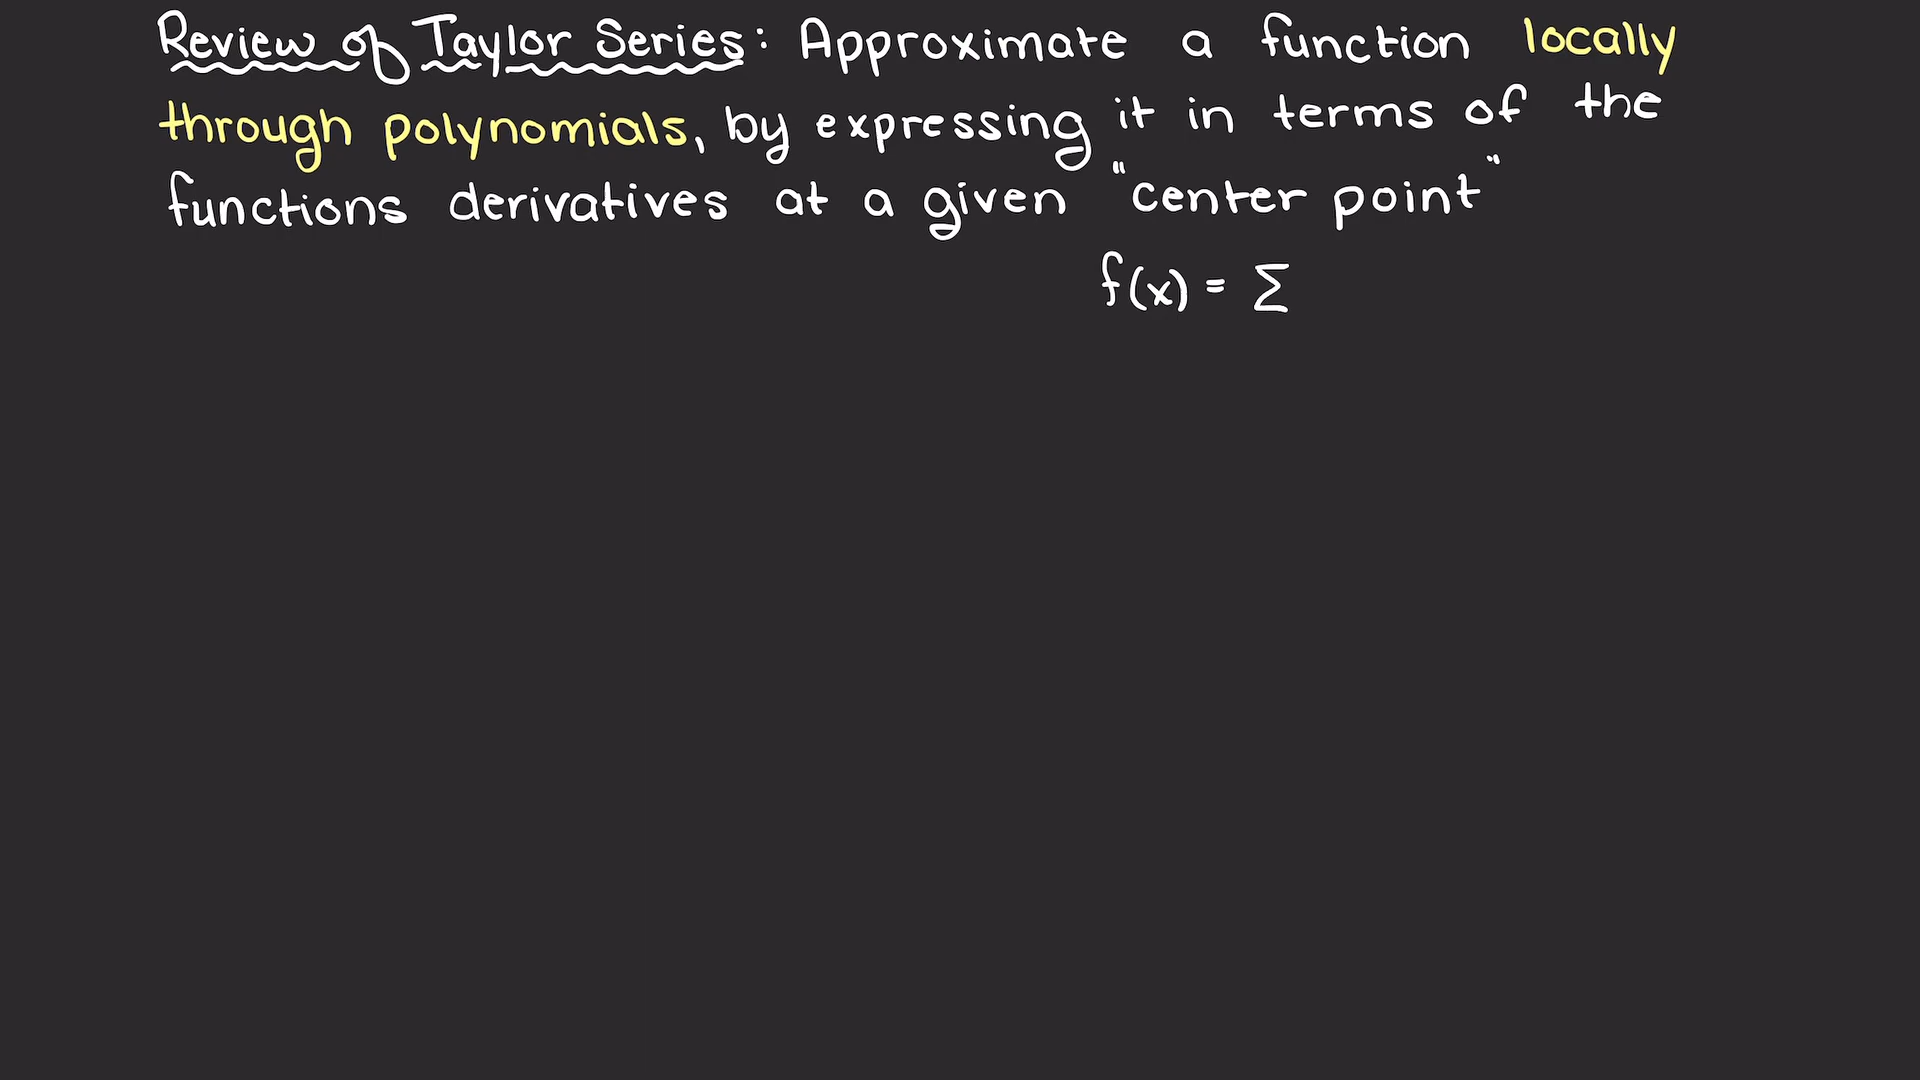 Review of Taylor Series: Approximate a function locally
through polynomials, by expressing it in terms of the
functions derivatives at a given "center point"
f(x) = Σ